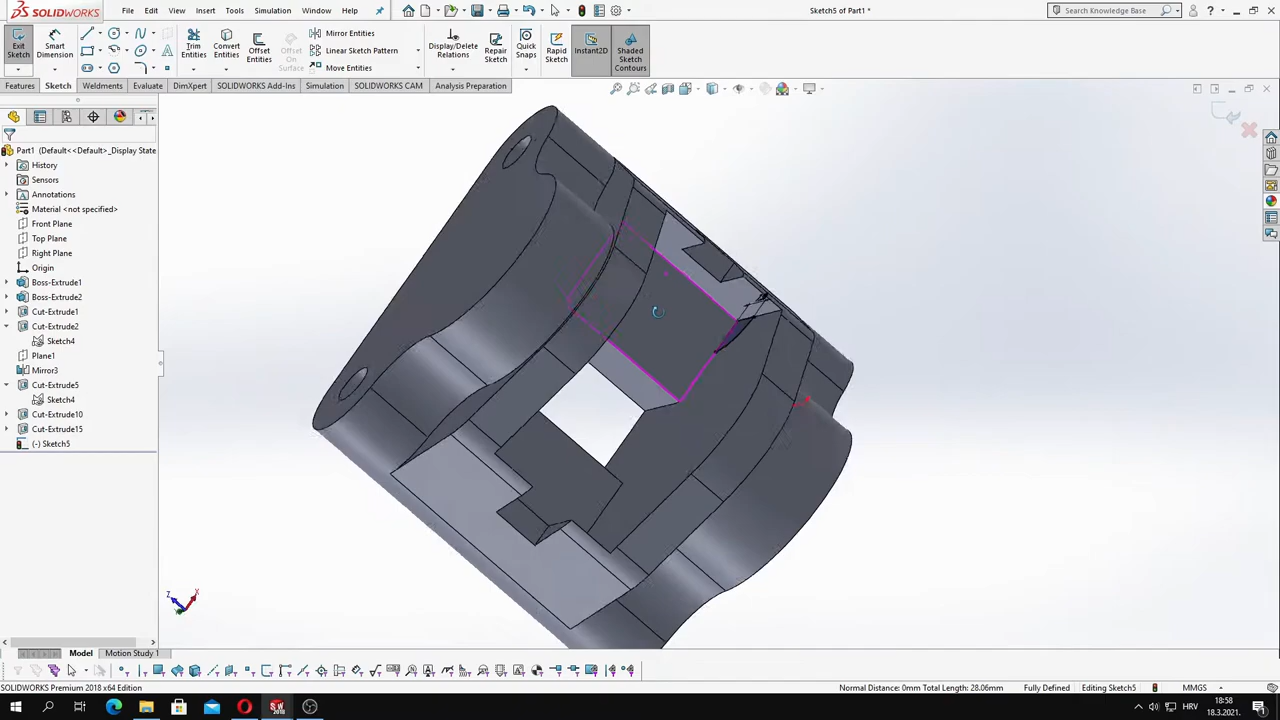 SOLIDWORKS File Edit View Insert Tools Simulation Window Help Sketch5 of Part1 * Search Knowledge Base
Exit Sketch
Smart Dimension
Trim Entities
Convert Entities
Offset Entities
Offset On Surface
Mirror Entities
Linear Sketch Pattern
Move Entities
Display/Delete Relations
Repair Sketch
Quick Snaps
Rapid Sketch
Instant2D
Shaded Sketch Contours
Features Sketch Weldments Evaluate DimXpert SOLIDWORKS Add-Ins Simulation SOLIDWORKS CAM Analysis Preparation
Part1 (Default<<Default>_Display State
History
Sensors
Annotations
Material <not specified>
Front Plane
Top Plane
Right Plane
Origin
Boss-Extrude1
Boss-Extrude2
Cut-Extrude1
Cut-Extrude2
Sketch4
Plane1
Mirror3
Cut-Extrude5
Sketch4
Cut-Extrude10
Cut-Extrude15
(-) Sketch5
Z X
Model Motion Study 1
SOLIDWORKS Premium 2018 x64 Edition Normal Distance: 0mm Total Length: 28.06mm Fully Defined Editing Sketch5 MMGS
HRV 18:58
18.3.2021.